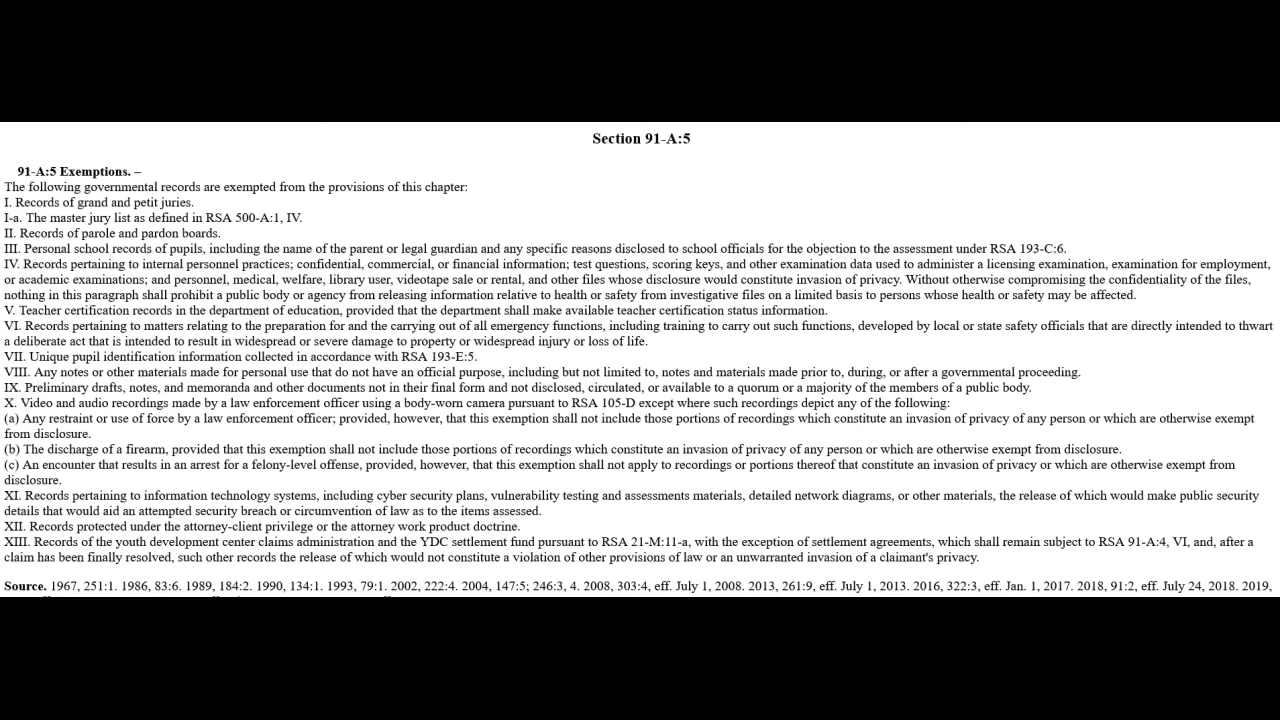 Section 91-A:5
91-A:5 Exemptions. –
The following governmental records are exempted from the provisions of this chapter:
I. Records of grand and petit juries.
I-a. The master jury list as defined in RSA 500-A:1, IV.
II. Records of parole and pardon boards.
III. Personal school records of pupils, including the name of the parent or legal guardian and any specific reasons disclosed to school officials for the objection to the assessment under RSA 193-C:6.
IV. Records pertaining to internal personnel practices; confidential, commercial, or financial information; test questions, scoring keys, and other examination data used to administer a licensing examination, examination for employment,
or academic examinations; and personnel, medical, welfare, library user, videotape sale or rental, and other files whose disclosure would constitute invasion of privacy. Without otherwise compromising the confidentiality of the files,
nothing in this paragraph shall prohibit a public body or agency from releasing information relative to health or safety from investigative files on a limited basis to persons whose health or safety may be affected.
V. Teacher certification records in the department of education, provided that the department shall make available teacher certification status information.
VI. Records pertaining to matters relating to the preparation for and the carrying out of all emergency functions, including training to carry out such functions, developed by local or state safety officials that are directly intended to thwart
a deliberate act that is intended to result in widespread or severe damage to property or widespread injury or loss of life.
VII. Unique pupil identification information collected in accordance with RSA 193-E:5.
VIII. Any notes or other materials made for personal use that do not have an official purpose, including but not limited to, notes and materials made prior to, during, or after a governmental proceeding.
IX. Preliminary drafts, notes, and memoranda and other documents not in their final form and not disclosed, circulated, or available to a quorum or a majority of the members of a public body.
X. Video and audio recordings made by a law enforcement officer using a body-worn camera pursuant to RSA 105-D except where such recordings depict any of the following:
(a) Any restraint or use of force by a law enforcement officer; provided, however, that this exemption shall not include those portions of recordings which constitute an invasion of privacy of any person or which are otherwise exempt
from disclosure.
(b) The discharge of a firearm, provided that this exemption shall not include those portions of recordings which constitute an invasion of privacy of any person or which are otherwise exempt from disclosure.
(c) An encounter that results in an arrest for a felony-level offense, provided, however, that this exemption shall not apply to recordings or portions thereof that constitute an invasion of privacy or which are otherwise exempt from
disclosure.
XI. Records pertaining to information technology systems, including cyber security plans, vulnerability testing and assessments materials, detailed network diagrams, or other materials, the release of which would make public security
details that would aid an attempted security breach or circumvention of law as to the items assessed.
XII. Records protected under the attorney-client privilege or the attorney work product doctrine.
XIII. Records of the youth development center claims administration and the YDC settlement fund pursuant to RSA 21-M:11-a, with the exception of settlement agreements, which shall remain subject to RSA 91-A:4, VI, and, after a
claim has been finally resolved, such other records the release of which would not constitute a violation of other provisions of law or an unwarranted invasion of a claimant's privacy.
Source. 1967, 251:1. 1986, 83:6. 1989, 184:2. 1990, 134:1. 1993, 79:1. 2002, 222:4. 2004, 147:5; 246:3, 4. 2008, 303:4, eff. July 1, 2008. 2013, 261:9, eff. July 1, 2013. 2016, 322:3, eff. Jan. 1, 2017. 2018, 91:2, eff. July 24, 2018. 2019,